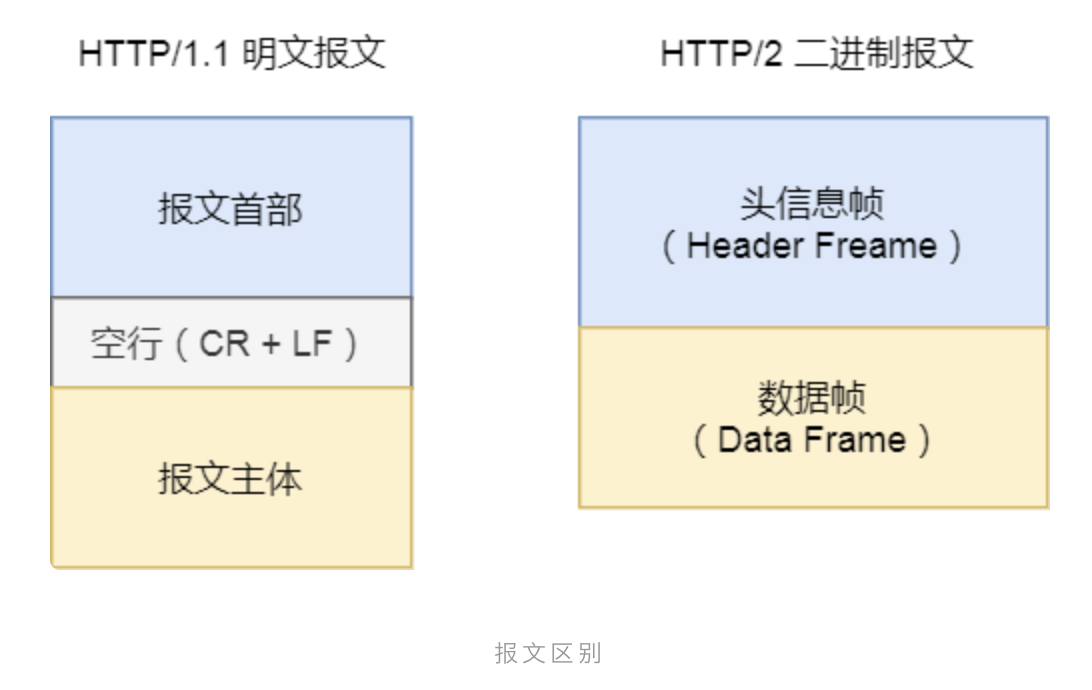 HTTP/1.1 明文报文
HTTP/2 二进制报文
报文首部
空行（CR + LF）
报文主体
头信息帧
（Header Freame）
数据帧
（Data Frame）
报文区别